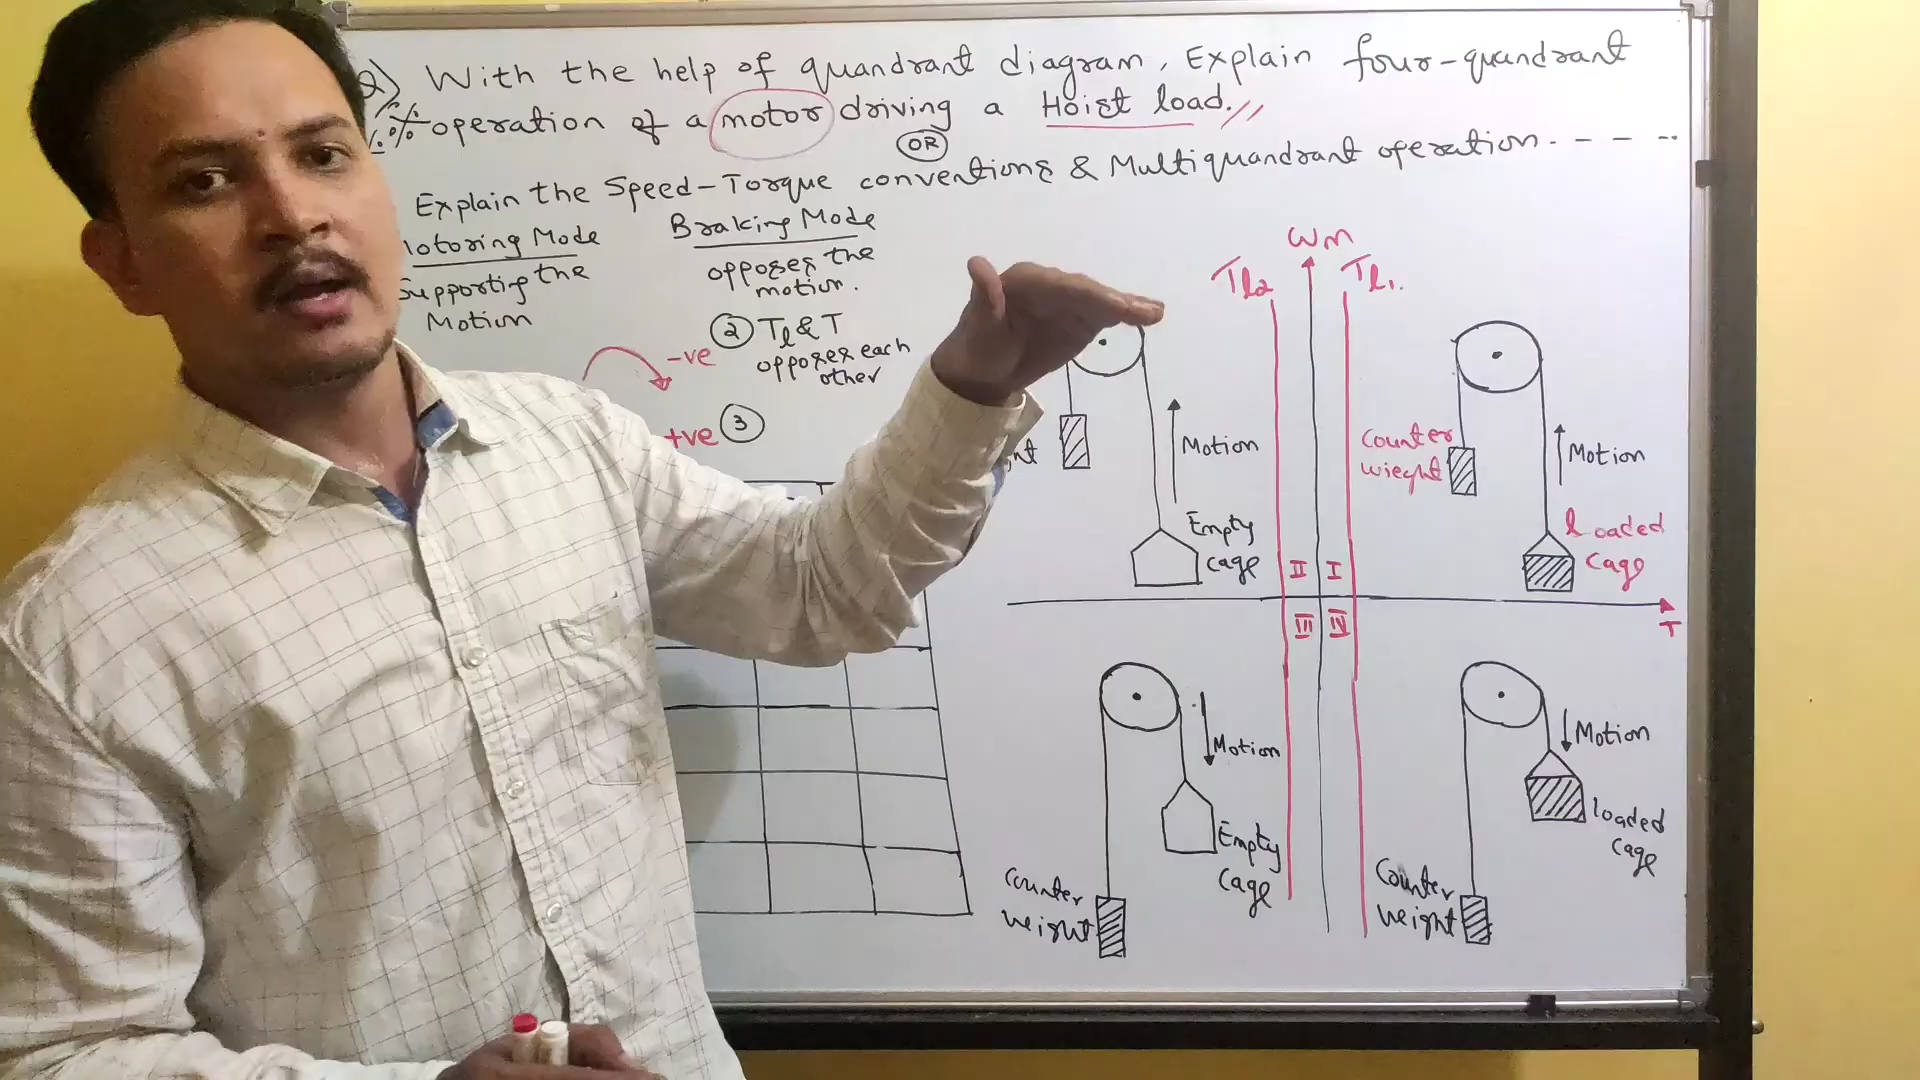 Q) With the help of quandrant diagram, Explain four-quandrant
operation of a motor driving a Hoist load.
OR
Explain the Speed-Torque conventions & Multiquandrant operation. - - - --
Motoring Mode
Supporting the
Motion
Braking Mode
opposes the
motion.
② Tl & T
opposes each
other
-ve
+ve ③
Wm
Tl2
Tl1.
Motion
Empty
cage
II
I
III
IV
T
Counter
wieght
Motion
loaded
cage
Motion
Empty
cage
Counter
weight
Motion
loaded
cage
Counter
weight